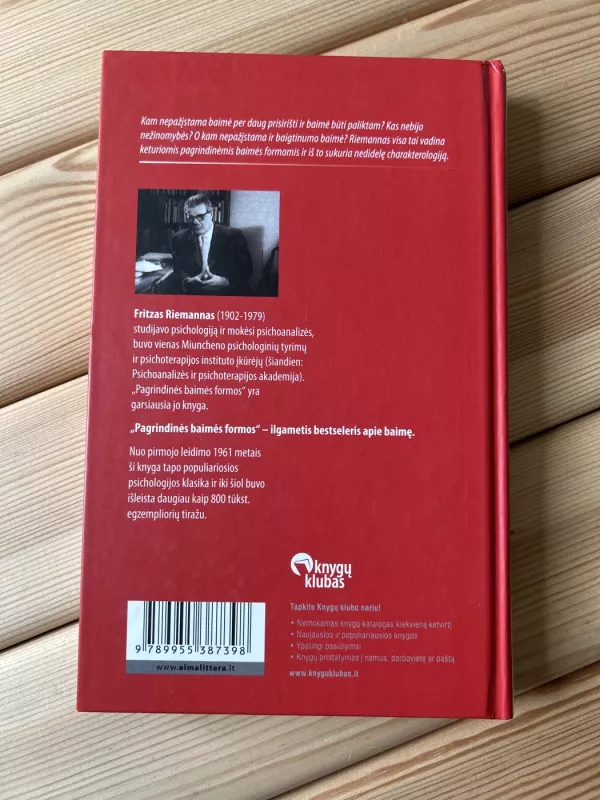 Kam nepažįstama baimė per daug prisirišti ir baimė būti paliktam? Kas nebijo
nežinomybės? O kam nepažįstama ir baigtinumo baimė? Riemannas visa tai vadina
keturiomis pagrindinėmis baimės formomis ir iš to sukuria nedidelę charakterologiją.
Fritzas Riemannas (1902-1979)
studijavo psichologiją ir mokėsi psichoanalizės,
buvo vienas Miuncheno psichologinių tyrimų
ir psichoterapijos instituto įkūrėjų (šiandien:
Psichoanalizės ir psichoterapijos akademija).
„Pagrindinės baimės formos“ yra
garsiausia jo knyga.
„Pagrindinės baimės formos“ – ilgametis bestseleris apie baimę.
Nuo pirmojo leidimo 1961 metais
ši knyga tapo populiariosios
psichologijos klasika ir iki šiol buvo
išleista daugiau kaip 800 tūkst.
egzempliorių tiražu.
knygų
klubas
Tapkite Knygų klubo nariu!
• Nemokamas knygų katalogas kiekvieną ketvirtį
• Naujausios ir populiariausios knygos
• Ypatingi pasiūlymai
• Knygų pristatymas į namus, darbovietę ar paštą
www.knyguklubas.lt
9 789955 387398
www.almalittera.lt